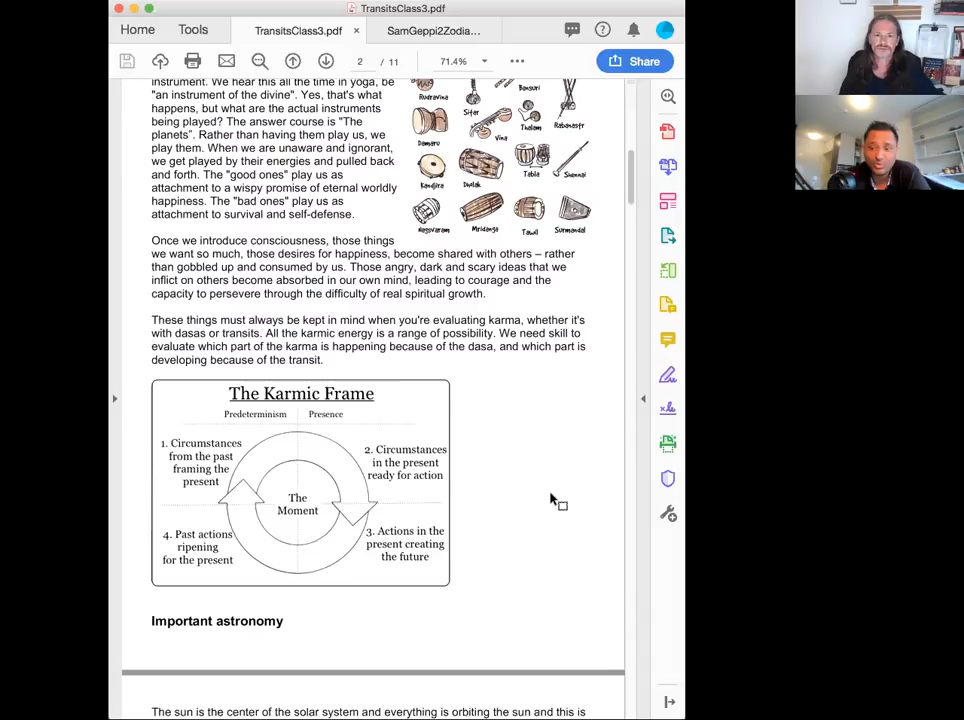 TransitsClass3.pdf
Home
Tools
TransitsClass3.pdf
×
SamGeppi2Zodia...
2 / 11
71.4%
Share
instrument. We hear this all the time in yoga, be
"an instrument of the divine". Yes, that's what
happens, but what are the actual instruments
being played? The answer course is "The
planets". Rather than having them play us, we
play them. When we are unaware and ignorant,
we get played by their energies and pulled back
and forth. The "good ones" play us as
attachment to a wispy promise of eternal worldly
happiness. The "bad ones" play us as
attachment to survival and self-defense.
Rudravina
Sitar
Bansuri
Vina
Thalam
Rabanastr
Damaru
Kanjira
Dholak
Tabla
Shennai
Nagsvaram
Mridanga
Tavil
Surmandal
Once we introduce consciousness, those things
we want so much, those desires for happiness, become shared with others – rather
than gobbled up and consumed by us. Those angry, dark and scary ideas that we
inflict on others become absorbed in our own mind, leading to courage and the
capacity to persevere through the difficulty of real spiritual growth.
These things must always be kept in mind when you're evaluating karma, whether it's
with dasas or transits. All the karmic energy is a range of possibility. We need skill to
evaluate which part of the karma is happening because of the dasa, and which part is
developing because of the transit.
The Karmic Frame
Predeterminism
Presence
1. Circumstances
from the past
framing the
present
2. Circumstances
in the present
ready for action
The
Moment
4. Past actions
ripening
for the present
3. Actions in the
present creating
the future
Important astronomy
The sun is the center of the solar system and everything is orbiting the sun and this is